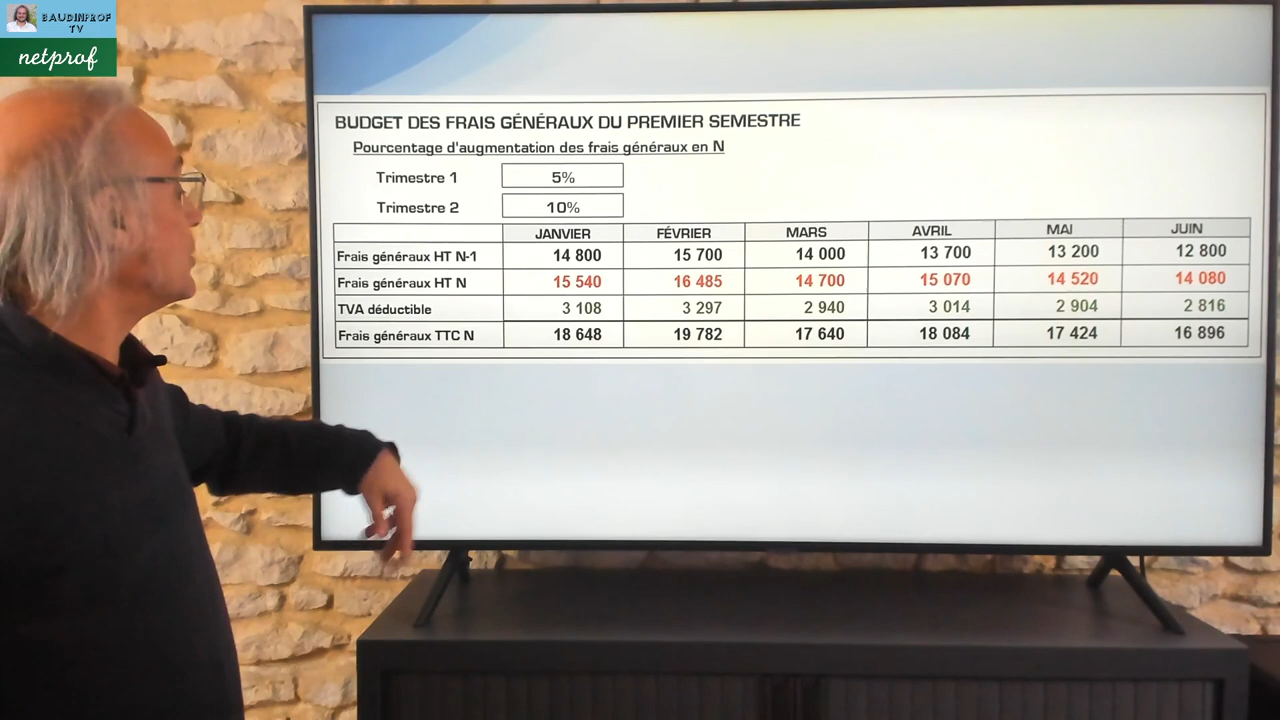 BAUDINPROF
TV
netprof
BUDGET DES FRAIS GÉNÉRAUX DU PREMIER SEMESTRE
Pourcentage d'augmentation des frais généraux en N
Trimestre 1 5%
Trimestre 2 10%
JANVIER FÉVRIER MARS AVRIL MAI JUIN
Frais généraux HT N-1 14 800 15 700 14 000 13 700 13 200 12 800
Frais généraux HT N 15 540 16 485 14 700 15 070 14 520 14 080
TVA déductible 3 108 3 297 2 940 3 014 2 904 2 816
Frais généraux TTC N 18 648 19 782 17 640 18 084 17 424 16 896